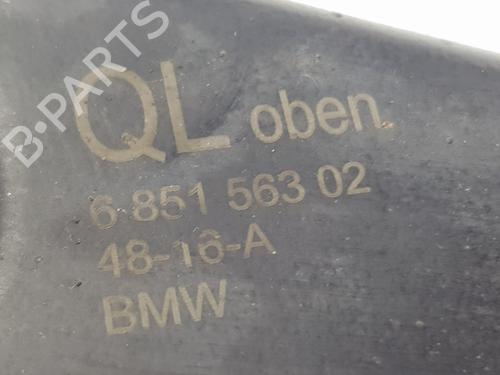 B-PARTS
QL oben.
6 851 563 02
48-16-A
BMW